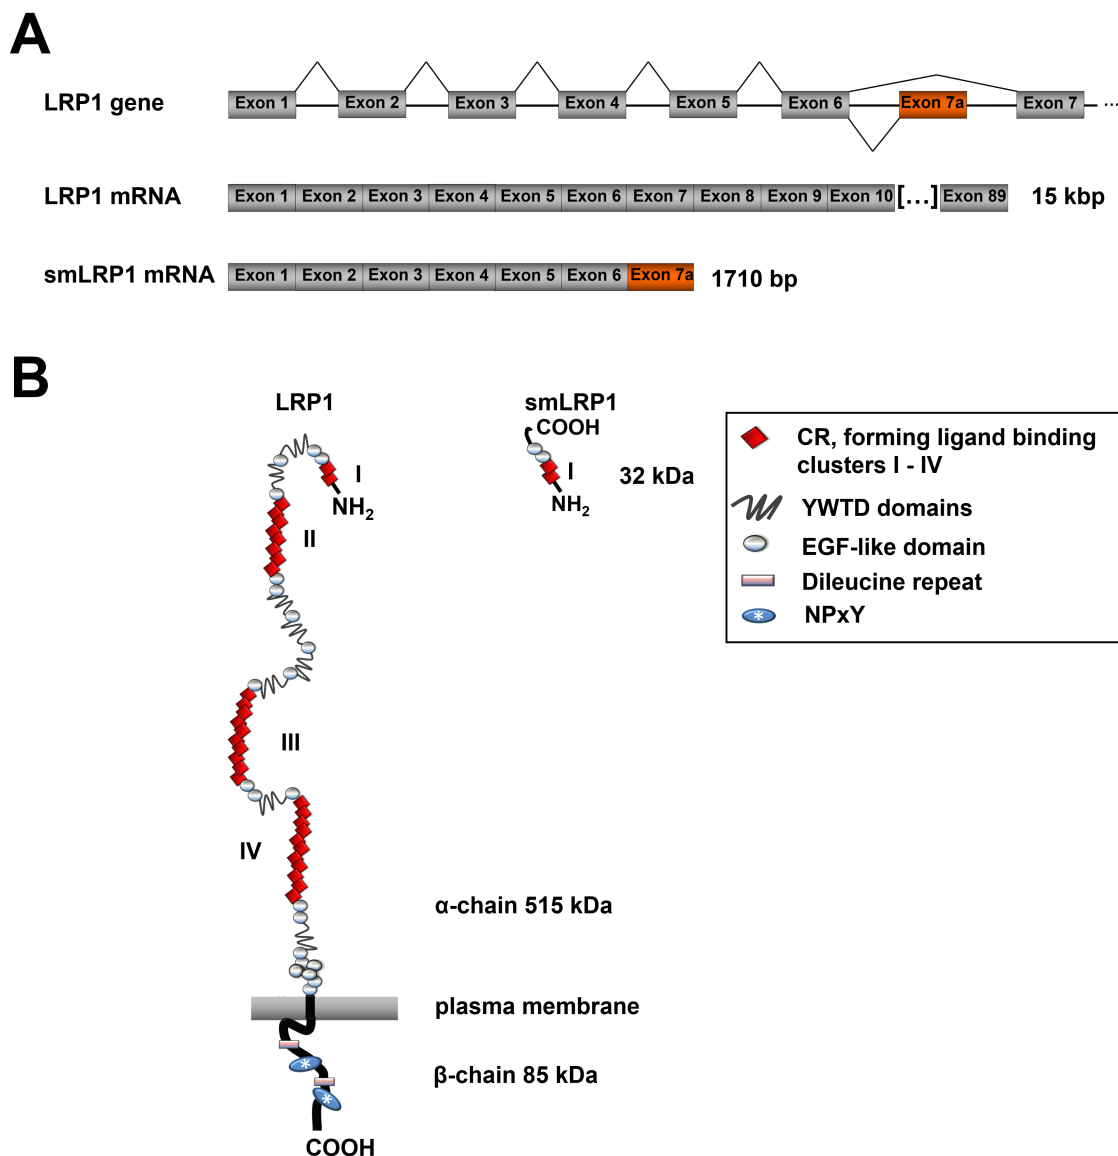 A
LRP1 gene
Exon 1 Exon 2 Exon 3 Exon 4 Exon 5 Exon 6 Exon 7a Exon 7 ...
LRP1 mRNA
Exon 1 Exon 2 Exon 3 Exon 4 Exon 5 Exon 6 Exon 7 Exon 8 Exon 9 Exon 10 [...] Exon 89 15 kbp
smLRP1 mRNA
Exon 1 Exon 2 Exon 3 Exon 4 Exon 5 Exon 6 Exon 7a 1710 bp
B
LRP1
I
NH₂
II
III
IV
α-chain 515 kDa
plasma membrane
β-chain 85 kDa
COOH
smLRP1
COOH
I
32 kDa
NH₂
CR, forming ligand binding
clusters I - IV
YWTD domains
EGF-like domain
Dileucine repeat
* NPxY
*
*